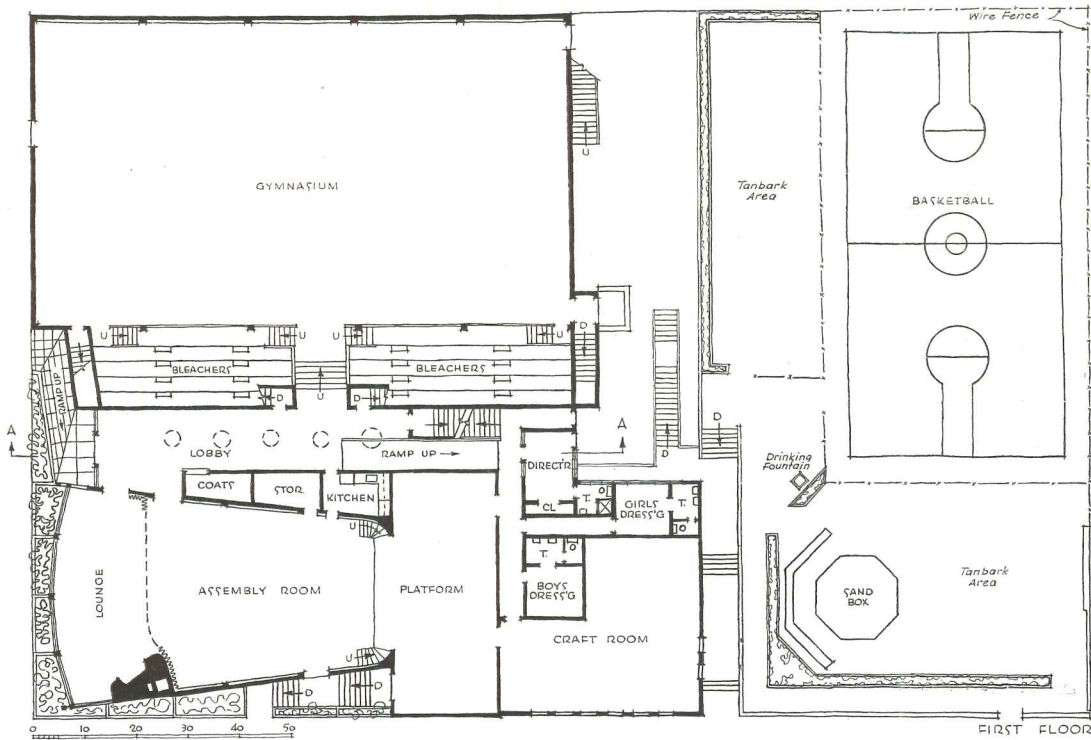 Wire Fence
U
GYMNASIUM
Tanbark
Area
BASKETBALL
D
U
U
U
U
BLEACHERS
BLEACHERS
RAMP UP
U
D
D
D
D
A
A
LOBBY
RAMP UP
DIRECT'R
Drinking
Fountain
COATS
STOR.
KITCHEN
CL
T.
GIRLS
DRESS'G
T.
U
T.
LOUNGE
ASSEMBLY ROOM
PLATFORM
BOYS
DRESS'G
SAND
BOX
Tanbark
Area
CRAFT ROOM
U
D
D
0 10 20 30 40 50
FIRST FLOOR